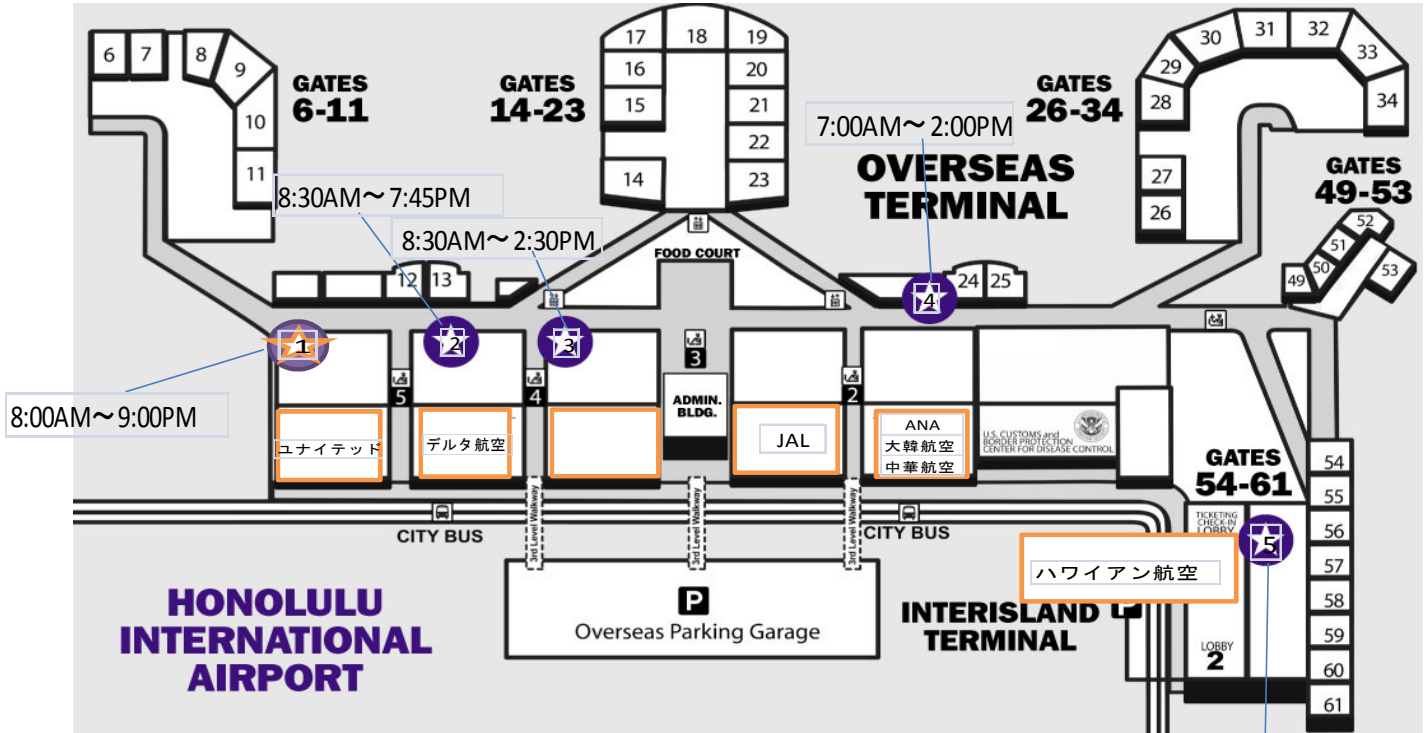 6
7
8
9
10
11
GATES
6-11
GATES
14-23
17
18
19
16
20
15
21
22
14
23
7:00AM～2:00PM
GATES
26-34
OVERSEAS
TERMINAL
30
31
32
29
33
28
34
27
26
GATES
49-53
52
51
50
49
53
8:30AM～7:45PM
8:30AM～2:30PM
FOOD COURT
12
13
24
25
1
2
3
4
8:00AM～9:00PM
5
4
3
2
ADMIN.
BLDG.
ユナイテッド
デルタ航空
JAL
ANA
大韓航空
中華航空
U.S. CUSTOMS and
BORDER PROTECTION
CENTER FOR DISEASE CONTROL
GATES
54-61
54
55
56
57
58
59
60
61
CITY BUS
3rd Level Walkway
3rd Level Walkway
3rd Level Walkway
CITY BUS
TICKETING
CHECK-IN
LOBBY
5
ハワイアン航空
HONOLULU
INTERNATIONAL
AIRPORT
P
Overseas Parking Garage
INTERISLAND
TERMINAL
P
LOBBY
2